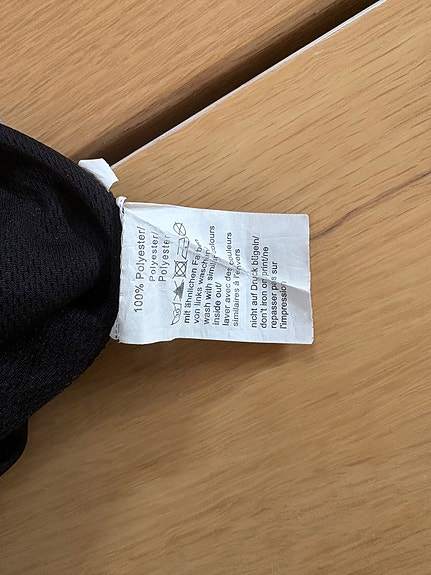 100% Polyester/
Polyester/
Polyester
mit ähnlichen Farben
von links waschen/
wash with similar colours
inside out/
laver avec des couleurs
similaires à l'envers
nicht auf Druck bügeln/
don't iron on print/ne
repasser pas sur
l'impression